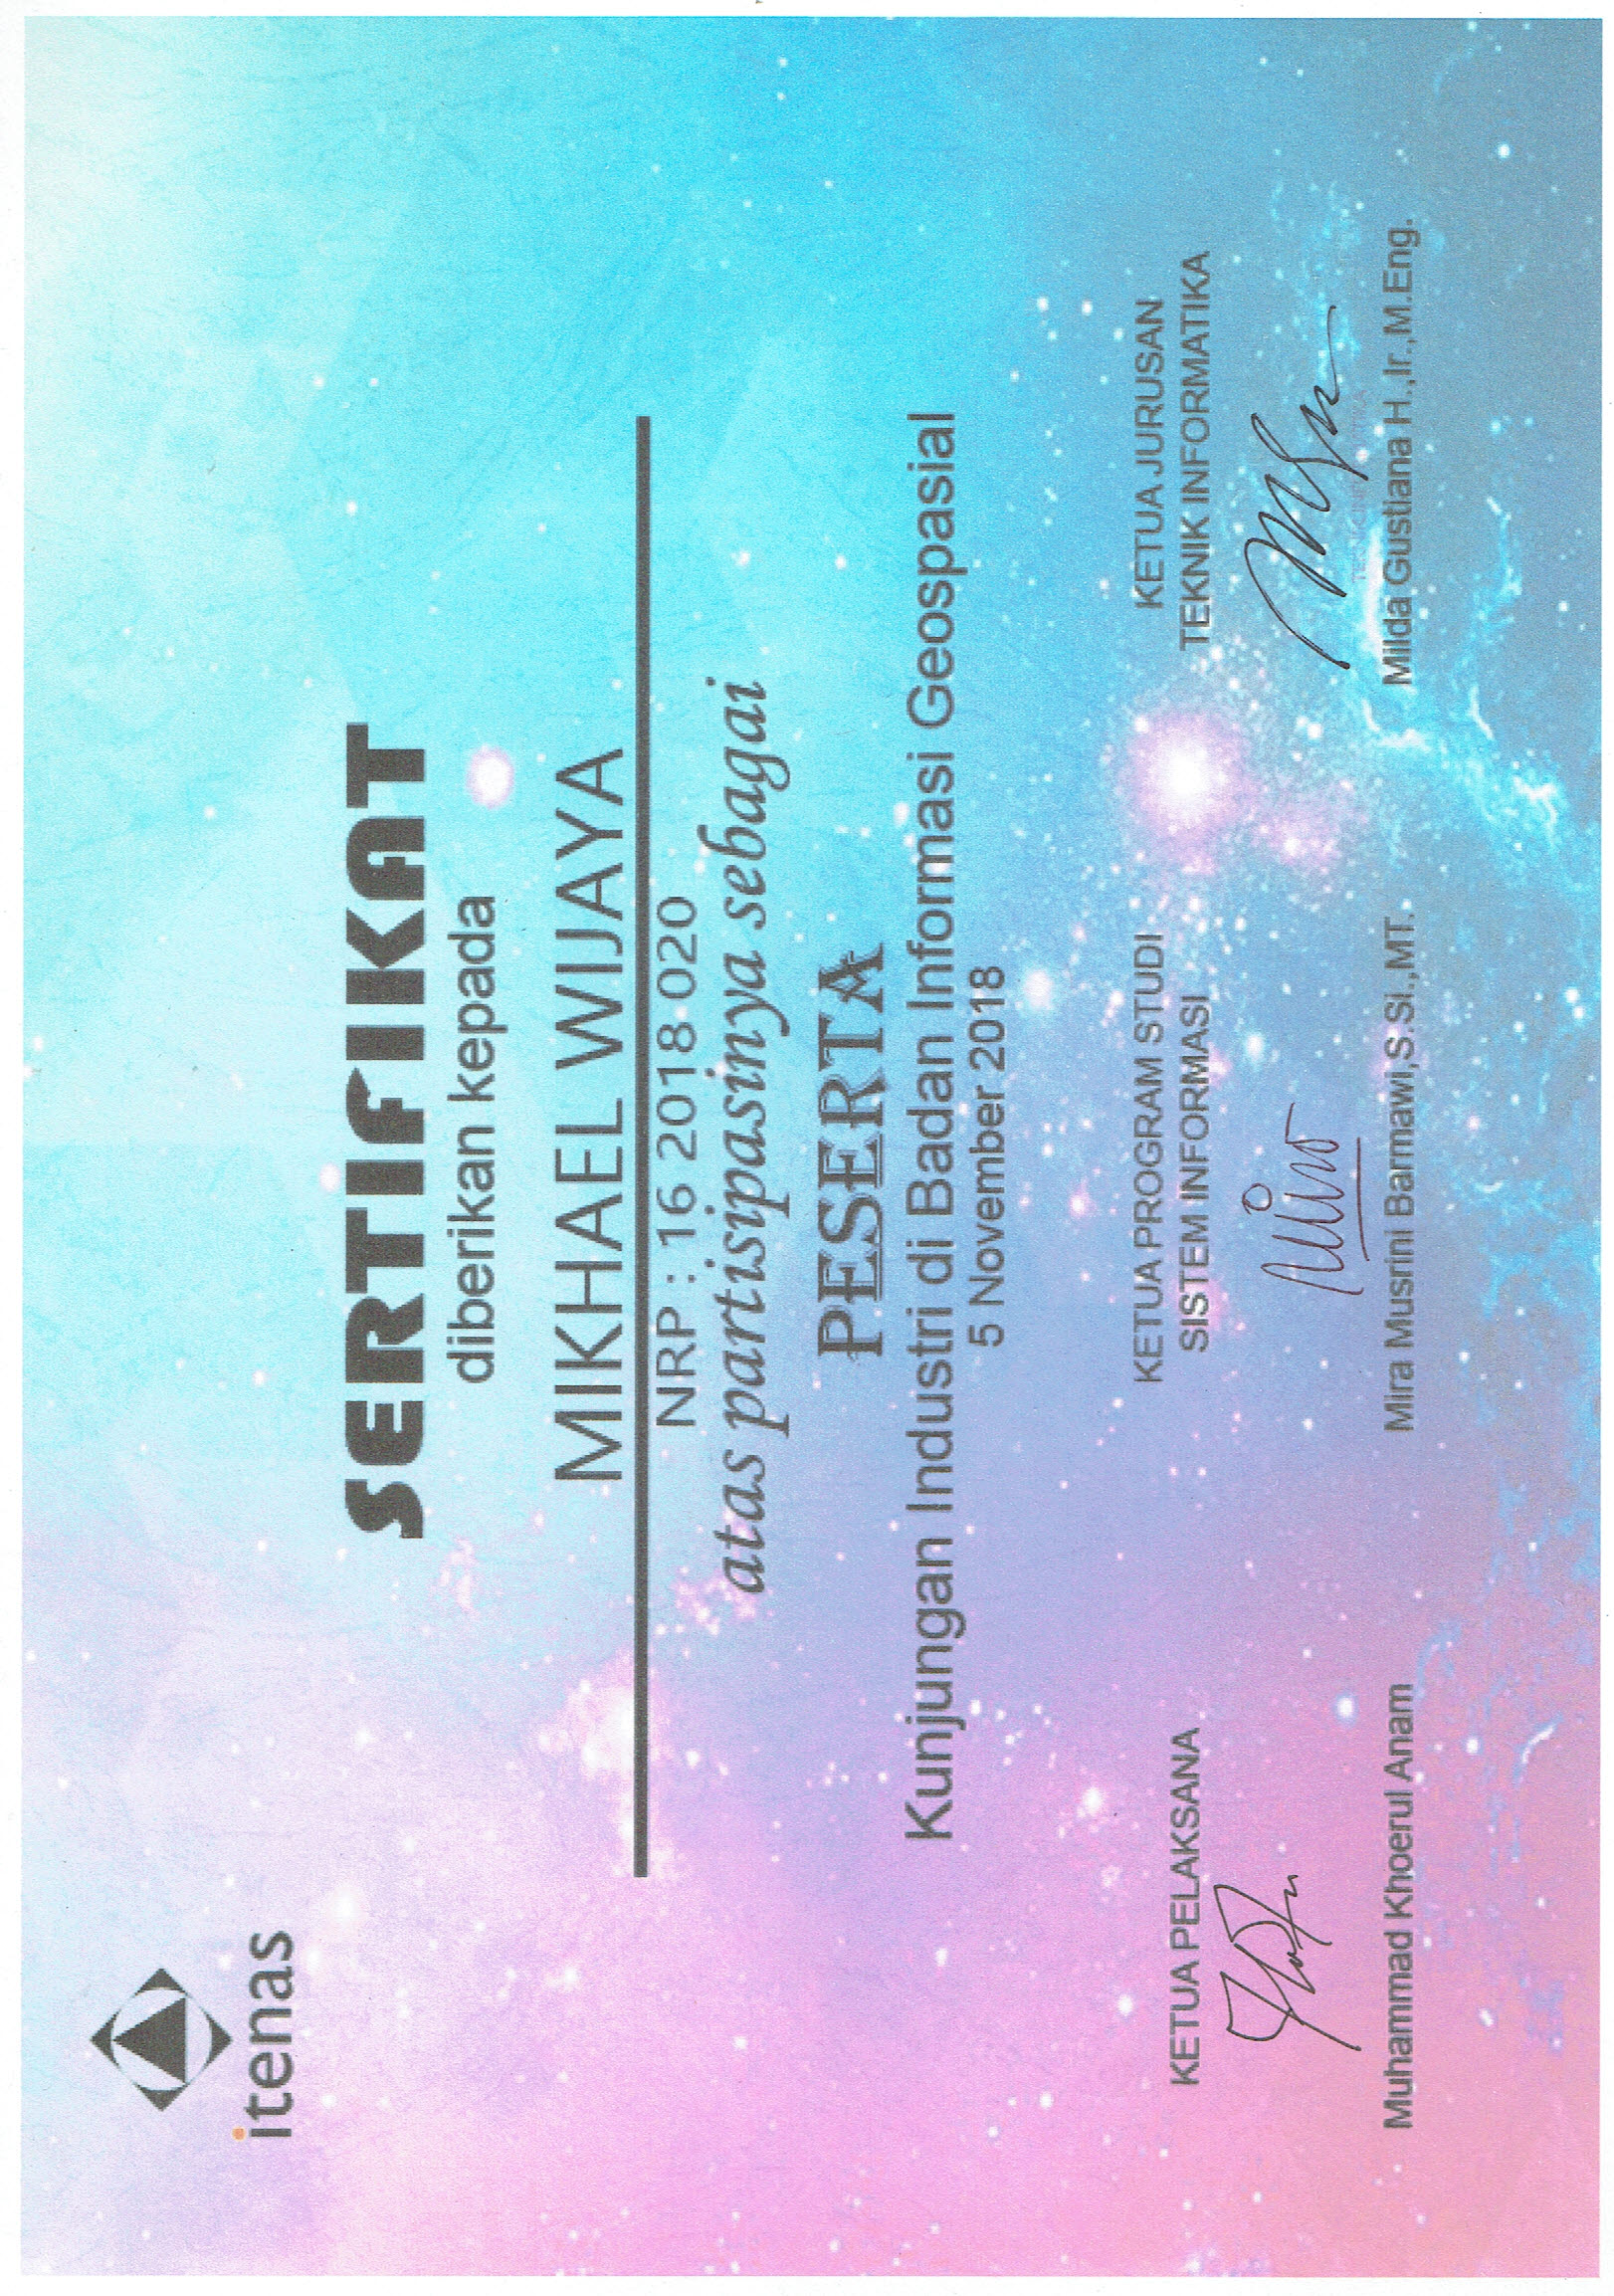 itenas
SERTIFIKAT
diberikan kepada
MIKHAEL WIJAYA
NRP : 16 2018 020
atas partisipasinya sebagai
PESERTA
Kunjungan Industri di Badan Informasi Geospasial
5 November 2018
KETUA PELAKSANA
Muhammad Khoerul Anam
KETUA PROGRAM STUDI
SISTEM INFORMASI
Mira Musrini Barmawi,S.Si.,MT.
KETUA JURUSAN
TEKNIK INFORMATIKA
Milda Gustiana H.,Ir.,M.Eng.